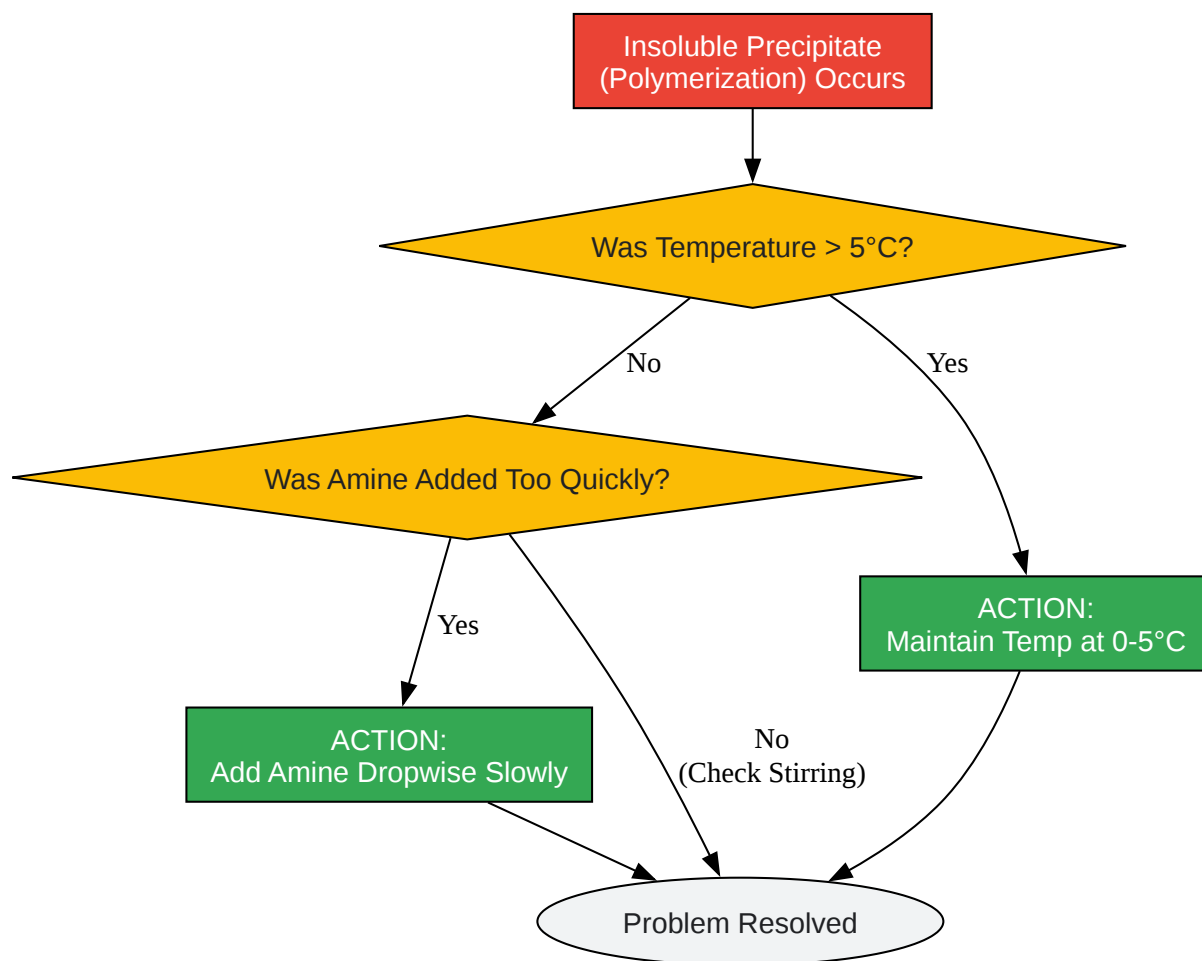 Insoluble Precipitate
(Polymerization) Occurs
Was Temperature > 5°C?
No
Yes
Was Amine Added Too Quickly?
ACTION:
Maintain Temp at 0-5°C
Yes
ACTION:
Add Amine Dropwise Slowly
No
(Check Stirring)
Problem Resolved